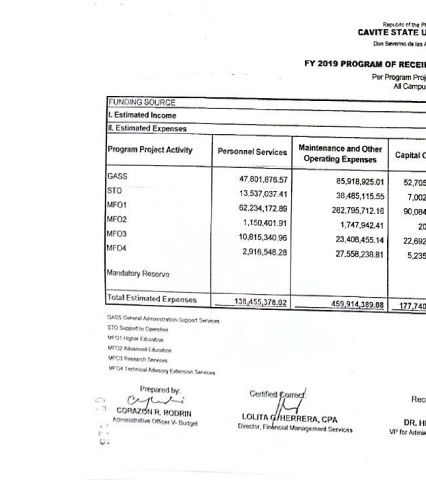 Republic of the Ph
CAVITE STATE U
Don Severino de las A
FY 2019 PROGRAM OF RECEI
Per Program Proj
All Campu
FUNDING SOURCE
I. Estimated Income
II. Estimated Expenses
Program Project Activity Personnel Services Maintenance and Other Operating Expenses Capital O
GASS 47,801,876.57 85,918,925.01 52,705
STO 13,537,037.41 38,485,115.55 7,002
MFO1 62,234,172.89 282,795,712.16 90,084
MFO2 1,150,401.91 1,747,942.41 20
MFO3 10,815,340.96 23,408,455.14 22,692
MFO4 2,916,548.28 27,558,238.81 5,235
Mandatory Reserve
Total Estimated Expenses 138,455,378.02 459,914,389.08 177,740
GASS General Administration Support Services
STO Support to Operation
MFO1 Higher Education
MFO2 Advanced Education
MFO3 Research Services
MFO4 Technical Advisory Extension Services
Prepared by: Certified Correct: Rec
CORAZON R. RODRIN LOLITA G. HERRERA, CPA DR. H
Administrative Officer V- Budget Director, Financial Management Services VP for Admi